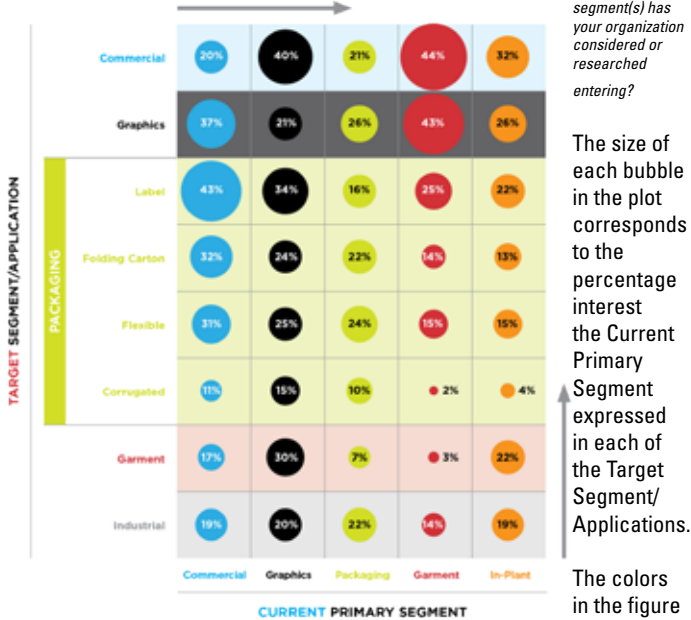 segment(s) has
your organization
considered or
researched
entering?
The size of
each bubble
in the plot
corresponds
to the
percentage
interest
the Current
Primary
Segment
expressed
in each of
the Target
Segment/
Applications.
The colors
in the figure
TARGET SEGMENT/APPLICATION
PACKAGING
Commercial 20% 40% 21% 44% 32%
Graphics 37% 21% 26% 43% 26%
Label 43% 34% 16% 25% 22%
Folding Carton 32% 24% 22% 14% 13%
Flexible 31% 25% 24% 15% 15%
Corrugated 11% 15% 10% 2% 4%
Garment 17% 30% 7% 3% 22%
Industrial 19% 20% 22% 14% 19%
Commercial Graphics Packaging Garment In-Plant
CURRENT PRIMARY SEGMENT